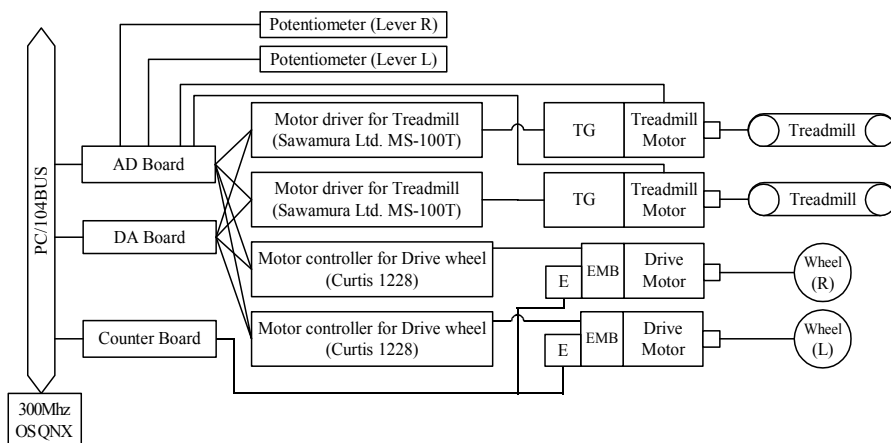 Potentiometer (Lever R)
Potentiometer (Lever L)
Motor driver for Treadmill
(Sawamura Ltd. MS-100T)
TG
Treadmill
Motor
Treadmill
AD Board
Motor driver for Treadmill
(Sawamura Ltd. MS-100T)
TG
Treadmill
Motor
Treadmill
PC/104BUS
DA Board
Motor controller for Drive wheel
(Curtis 1228)
E
EMB
Drive
Motor
Wheel
(R)
Counter Board
Motor controller for Drive wheel
(Curtis 1228)
E
EMB
Drive
Motor
Wheel
(L)
300Mhz
OSQNX